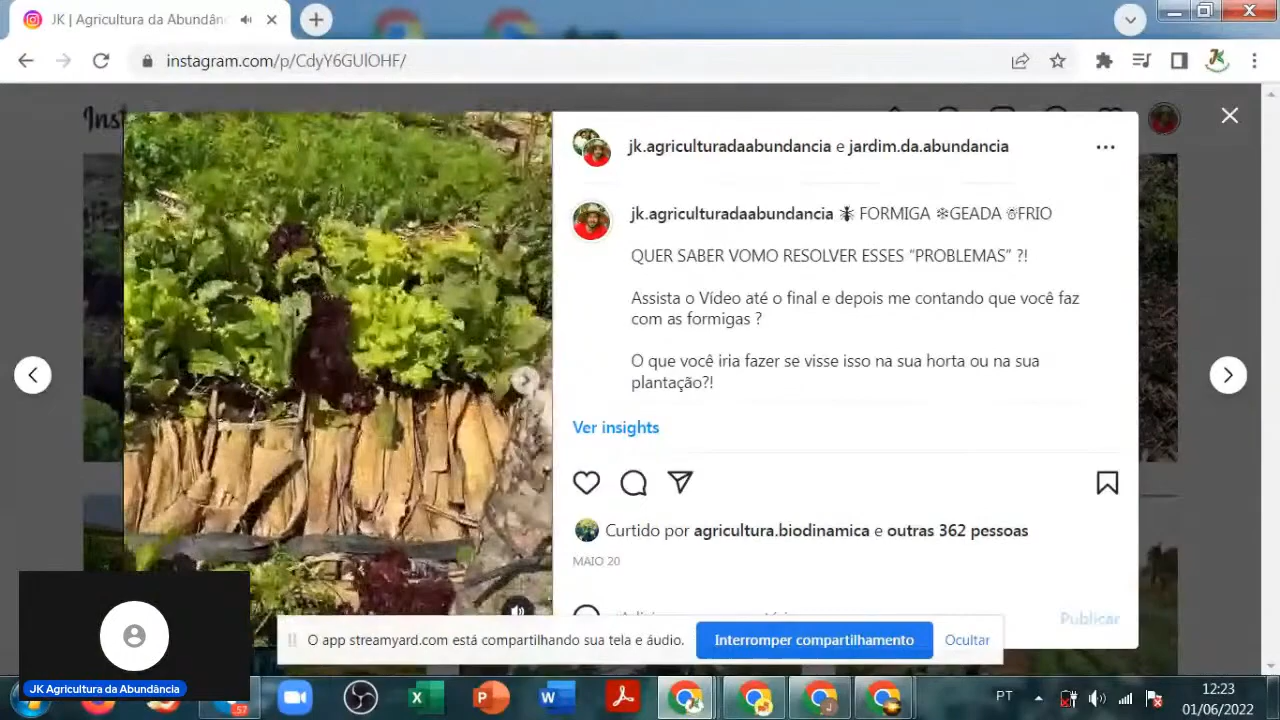 JK | Agricultura da Abundân
instagram.com/p/CdyY6GUlOHF/
Inst
jk.agriculturadaabundancia e jardim.da.abundancia
jk.agriculturadaabundancia 🐜 FORMIGA ❄GEADA ☃FRIO
QUER SABER VOMO RESOLVER ESSES “PROBLEMAS” ?!
Assista o Vídeo até o final e depois me contando que você faz
com as formigas ?
O que você iria fazer se visse isso na sua horta ou na sua
plantação?!
Ver insights
Curtido por agricultura.biodinamica e outras 362 pessoas
MAIO 20
Publicar
O app streamyard.com está compartilhando sua tela e áudio.
Interromper compartilhamento
Ocultar
JK Agricultura da Abundância
57
PT
12:23
01/06/2022